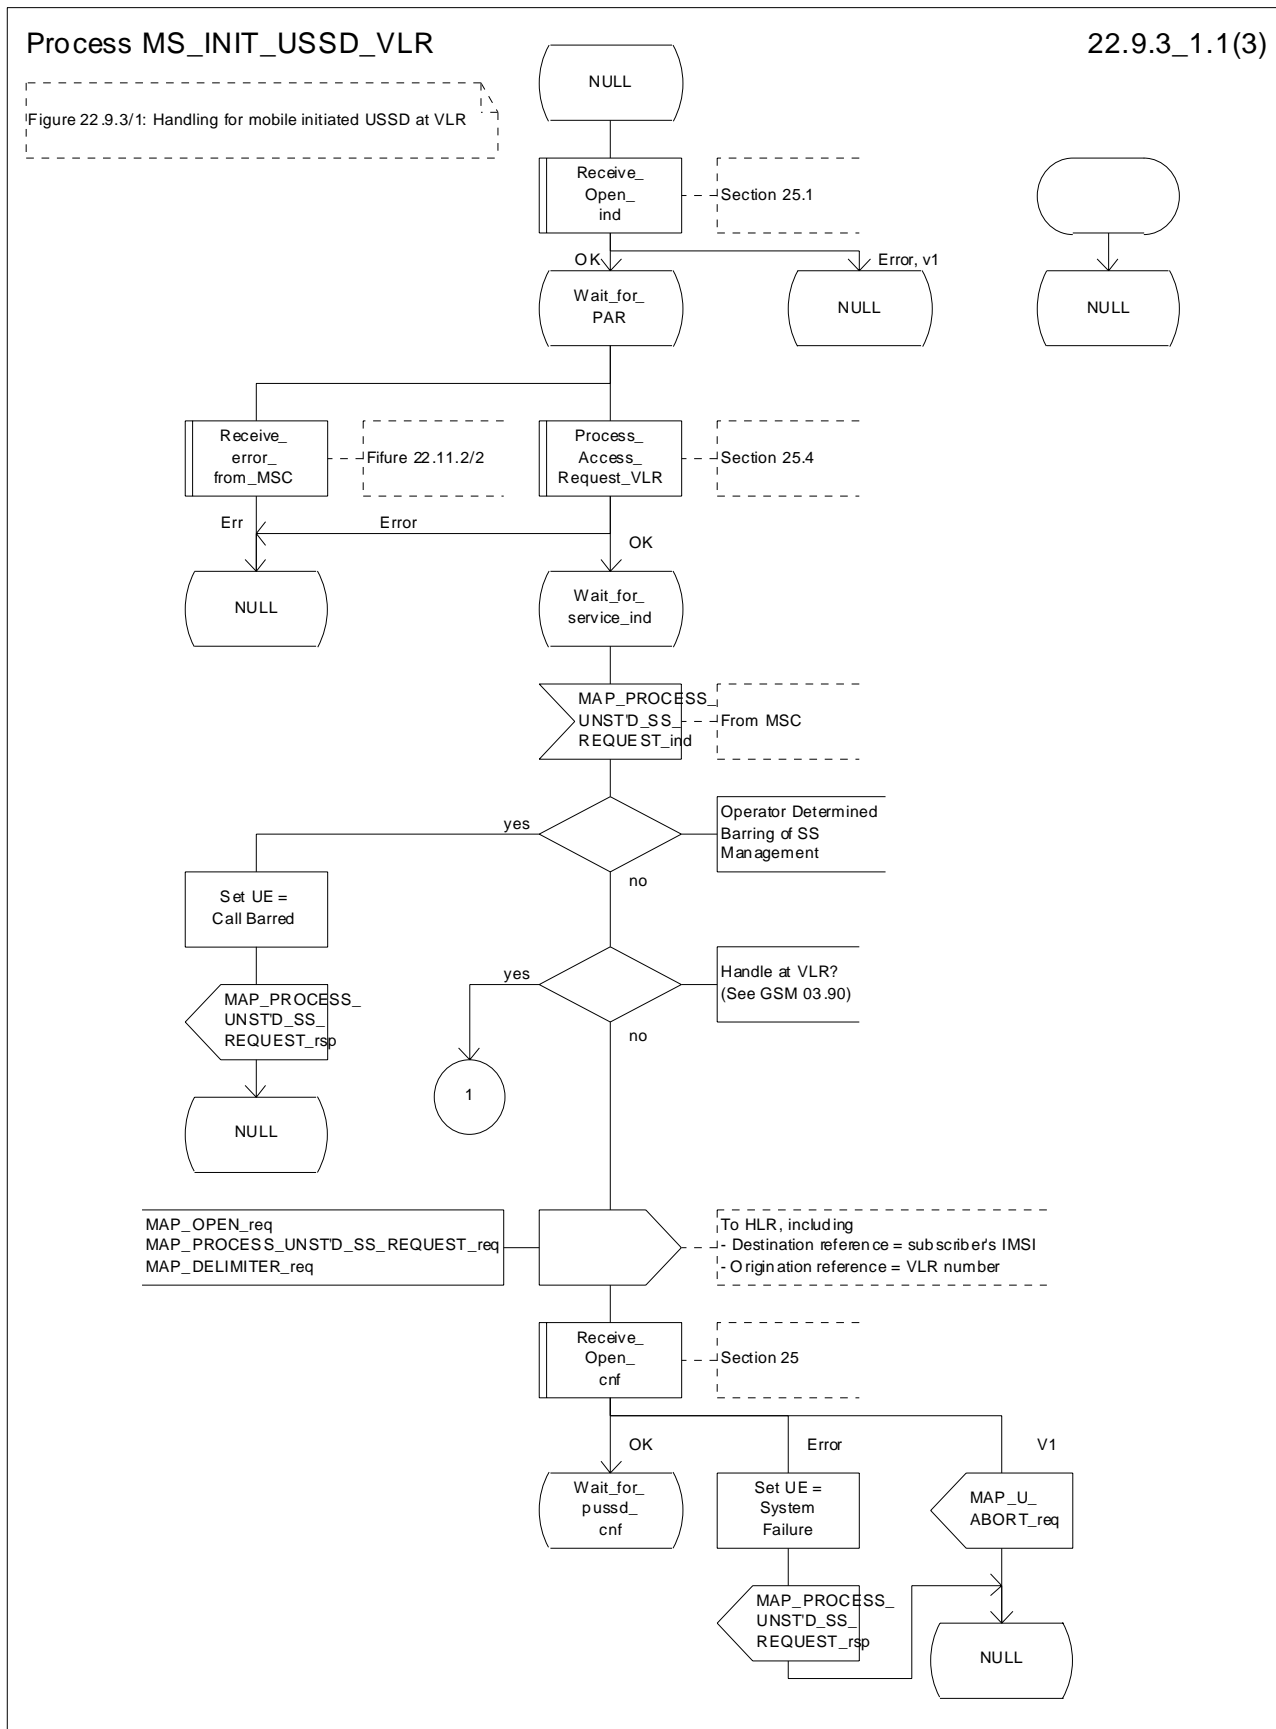 Process MS_INIT_USSD_VLR
22.9.3_1.1(3)
Figure 22.9.3/1: Handling for mobile initiated USSD at VLR
NULL
Receive_
Open_
ind
Section 25.1
OK
Error, v1
Wait_for_
PAR
NULL
NULL
Receive_
error_
from_MSC
Fifure 22.11.2/2
Process_
Access_
Request_VLR
Section 25.4
Err
Error
OK
NULL
Wait_for_
service_ind
MAP_PROCESS_
UNST'D_SS_
REQUEST_ind
From MSC
yes
Operator Determined
Barring of SS
Management
no
Set UE =
Call Barred
yes
Handle at VLR?
(See GSM 03.90)
no
MAP_PROCESS_
UNST'D_SS_
REQUEST_rsp
1
NULL
MAP_OPEN_req
MAP_PROCESS_UNST'D_SS_REQUEST_req
MAP_DELIMITER_req
To HLR, including
- Destination reference = subscriber's IMSI
- Origination reference = VLR number
Receive_
Open_
cnf
Section 25
OK
Error
V1
Wait_for_
pussd_
cnf
Set UE =
System
Failure
MAP_U_
ABORT_req
MAP_PROCESS_
UNST'D_SS_
REQUEST_rsp
NULL